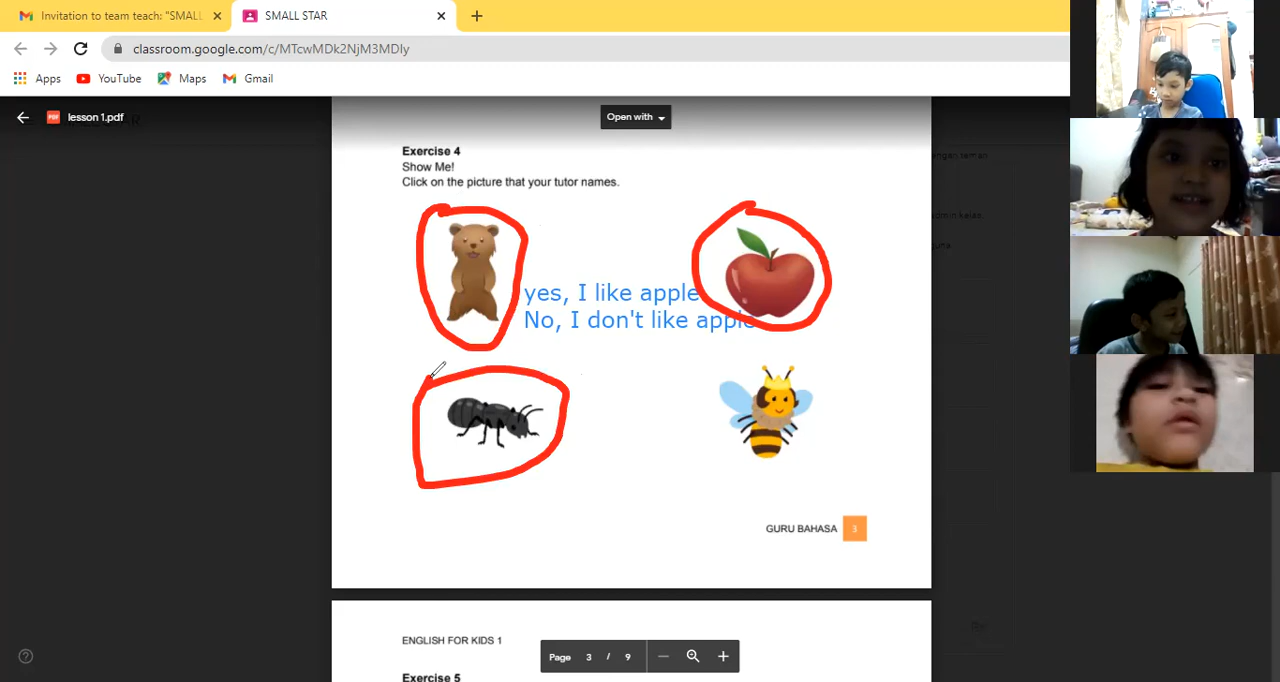 Invitation to team teach: "SMALL
SMALL STAR
classroom.google.com/c/MTcwMDk2NjM3MDIy
Apps
YouTube
Maps
Gmail
lesson 1.pdf
Open with
Exercise 4
Show Me!
Click on the picture that your tutor names.
yes, I like apple
No, I don't like apple
GURU BAHASA 3
ENGLISH FOR KIDS 1
Page 3 / 9
Exercise 5